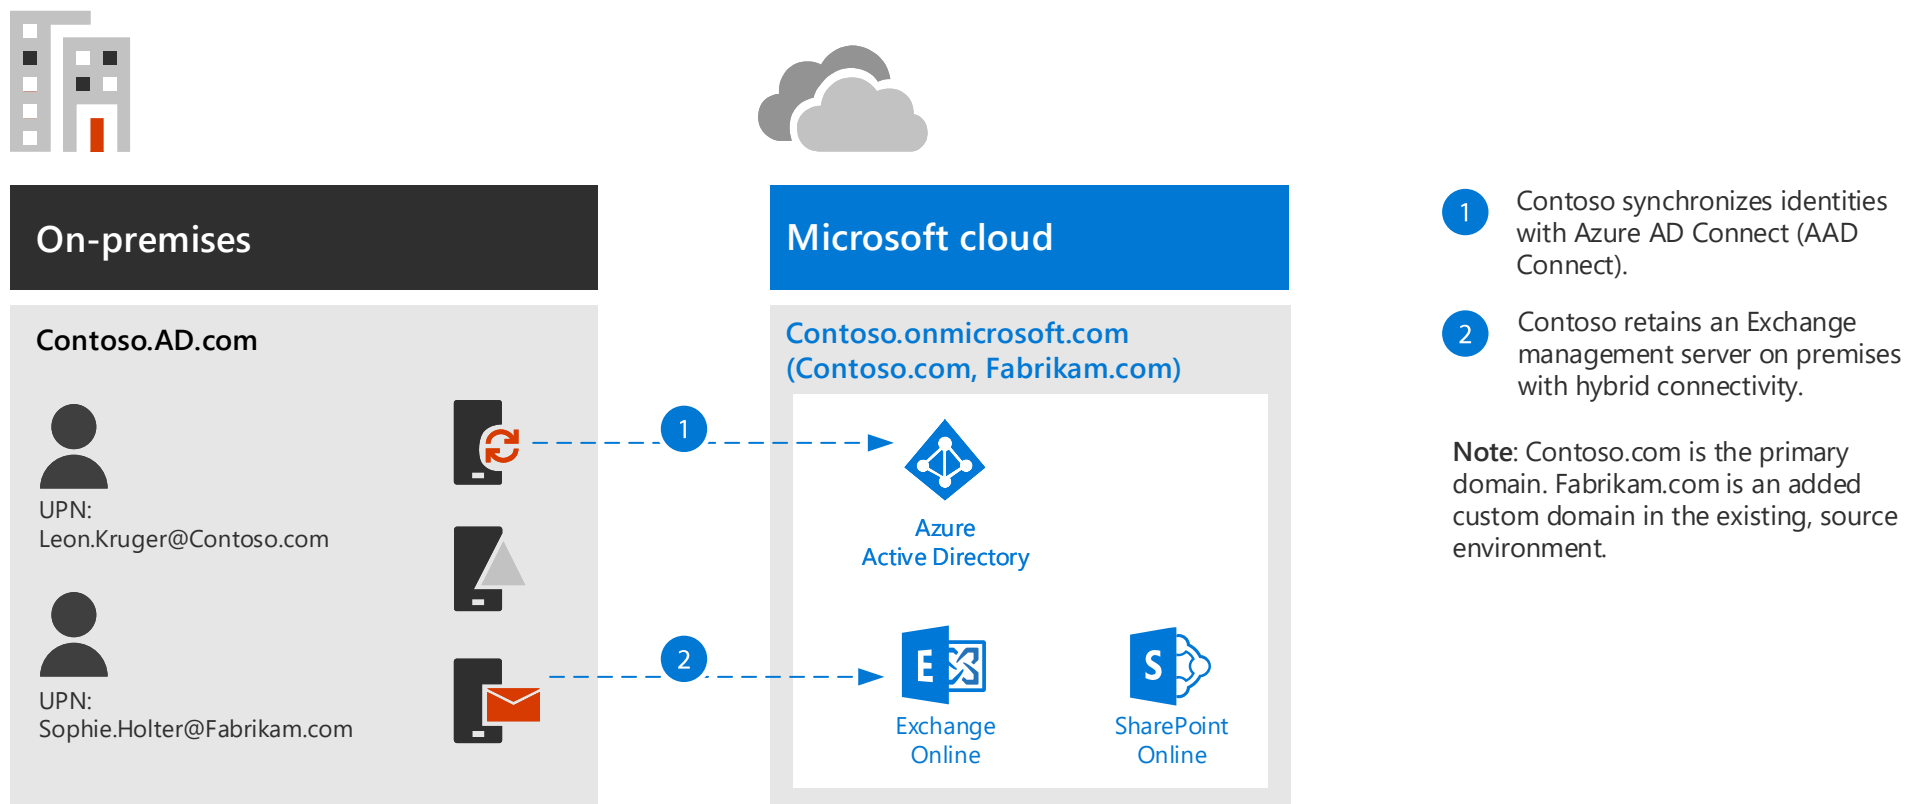 On-premises
Contoso.AD.com
UPN:
Leon.Kruger@Contoso.com
UPN:
Sophie.Holter@Fabrikam.com
1
2
Microsoft cloud
Contoso.onmicrosoft.com
(Contoso.com, Fabrikam.com)
Azure
Active Directory
E
Exchange
Online
S
SharePoint
Online
1
Contoso synchronizes identities
with Azure AD Connect (AAD
Connect).
2
Contoso retains an Exchange
management server on premises
with hybrid connectivity.
Note: Contoso.com is the primary
domain. Fabrikam.com is an added
custom domain in the existing, source
environment.